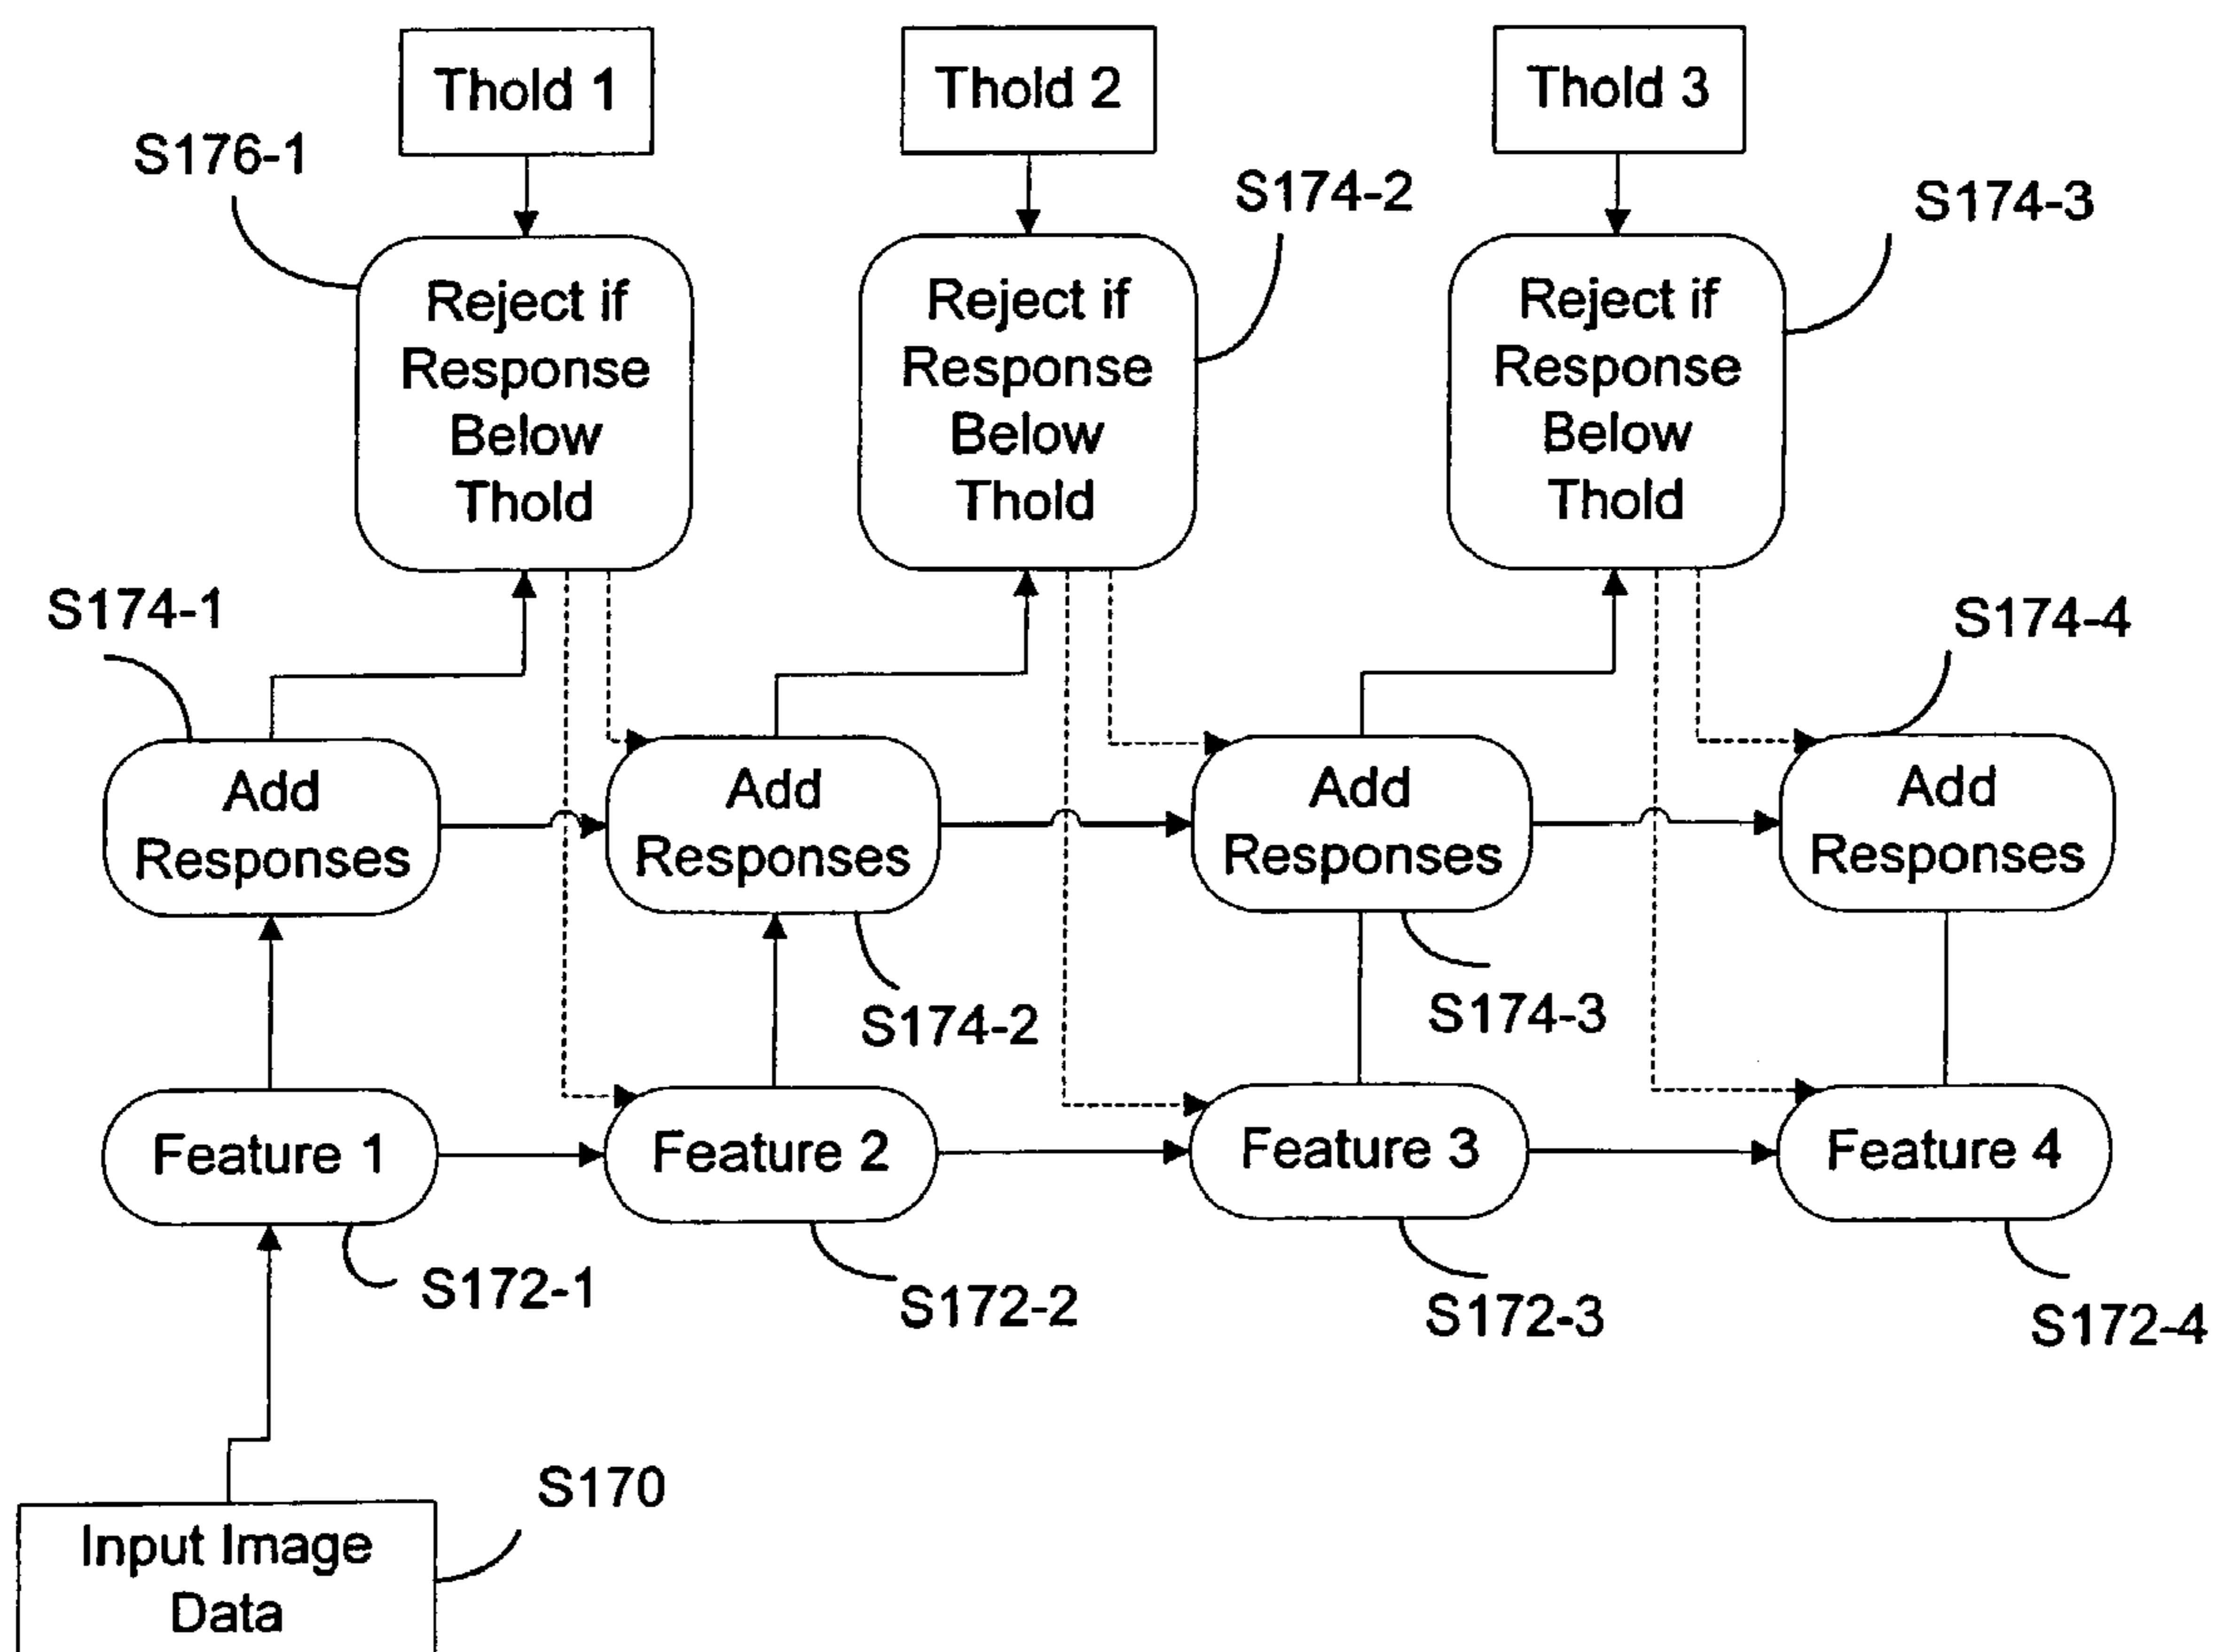 Thold 1
Thold 2
Thold 3
S176-1
S174-2
S174-3
Reject if
Response
Below
Thold
Reject if
Response
Below
Thold
Reject if
Response
Below
Thold
S174-1
S174-4
Add
Responses
Add
Responses
Add
Responses
Add
Responses
S174-2
S174-3
Feature 1
Feature 2
Feature 3
Feature 4
S172-1
S172-2
S172-3
S172-4
S170
Input Image
Data